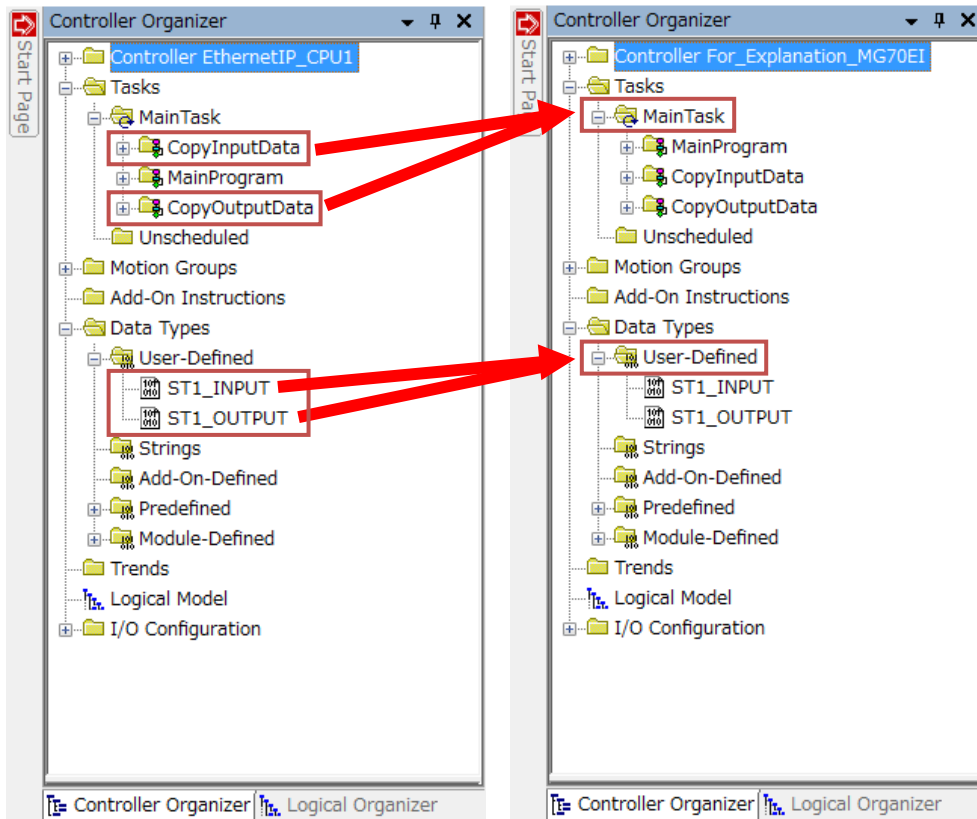 Start Page
Controller Organizer
Controller EthernetIP_CPU1
Tasks
MainTask
CopyInputData
MainProgram
CopyOutputData
Unscheduled
Motion Groups
Add-On Instructions
Data Types
User-Defined
ST1_INPUT
ST1_OUTPUT
Strings
Add-On-Defined
Predefined
Module-Defined
Trends
Logical Model
I/O Configuration
Controller Organizer
Logical Organizer
Start
Controller Organizer
Controller For_Explanation_MG70EI
Tasks
MainTask
MainProgram
CopyInputData
CopyOutputData
Unscheduled
Motion Groups
Add-On Instructions
Data Types
User-Defined
ST1_INPUT
ST1_OUTPUT
Strings
Add-On-Defined
Predefined
Module-Defined
Trends
Logical Model
I/O Configuration
Controller Organizer
Logical Organizer